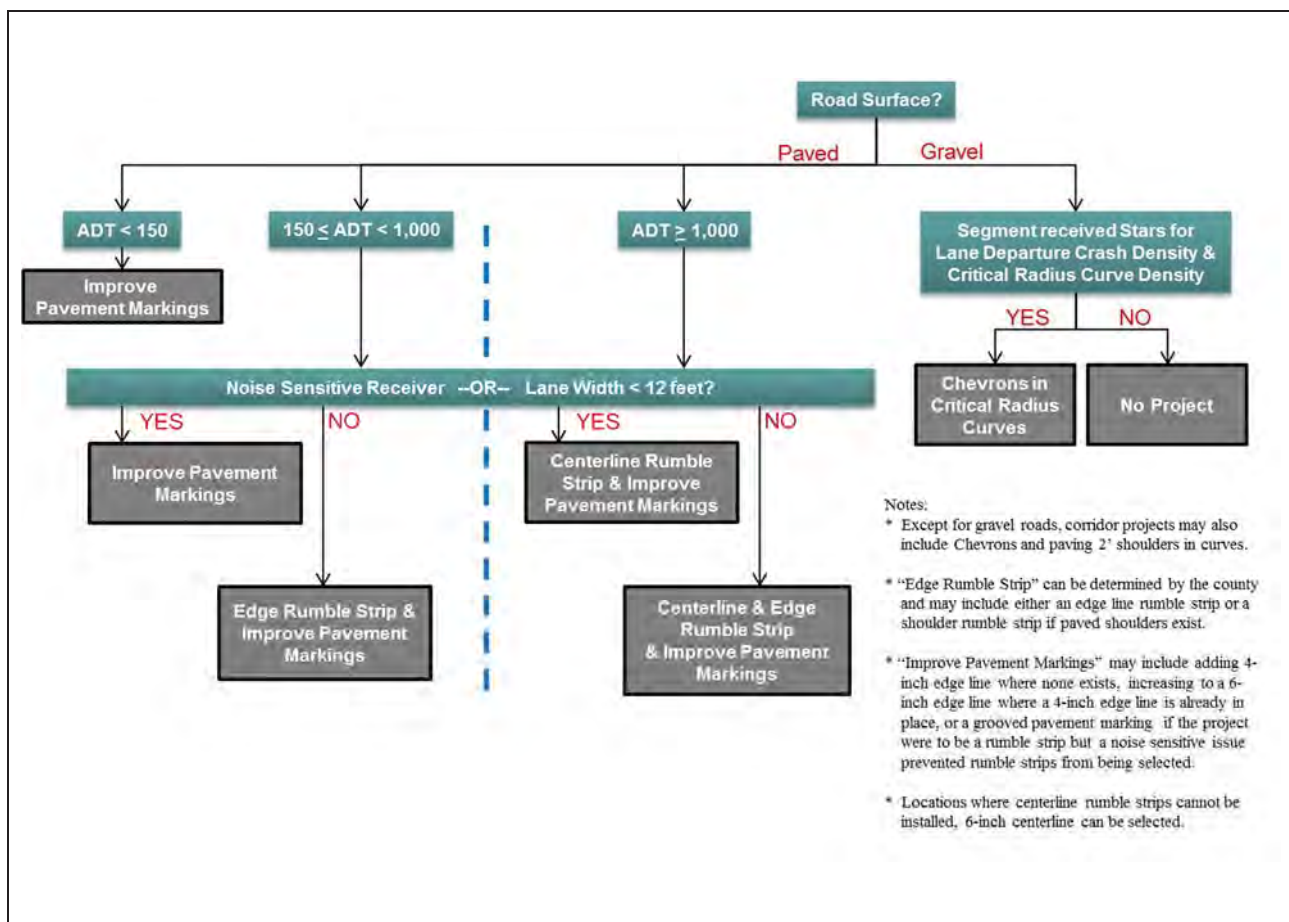 Road Surface?
Paved
Gravel
ADT < 150
150 ≤ ADT < 1,000
ADT ≥ 1,000
Segment received Stars for
Lane Departure Crash Density &
Critical Radius Curve Density
Improve
Pavement Markings
YES
NO
Noise Sensitive Receiver --OR-- Lane Width < 12 feet?
Chevrons in
Critical Radius
Curves
No Project
YES
NO
YES
NO
Improve Pavement
Markings
Centerline Rumble
Strip & Improve
Pavement Markings
Edge Rumble Strip &
Improve Pavement
Markings
Centerline & Edge
Rumble Strip
& Improve Pavement
Markings
Notes:
* Except for gravel roads, corridor projects may also
include Chevrons and paving 2' shoulders in curves.
* "Edge Rumble Strip" can be determined by the county
and may include either an edge line rumble strip or a
shoulder rumble strip if paved shoulders exist.
* "Improve Pavement Markings" may include adding 4-
inch edge line where none exists, increasing to a 6-
inch edge line where a 4-inch edge line is already in
place, or a grooved pavement marking if the project
were to be a rumble strip but a noise sensitive issue
prevented rumble strips from being selected.
* Locations where centerline rumble strips cannot be
installed, 6-inch centerline can be selected.